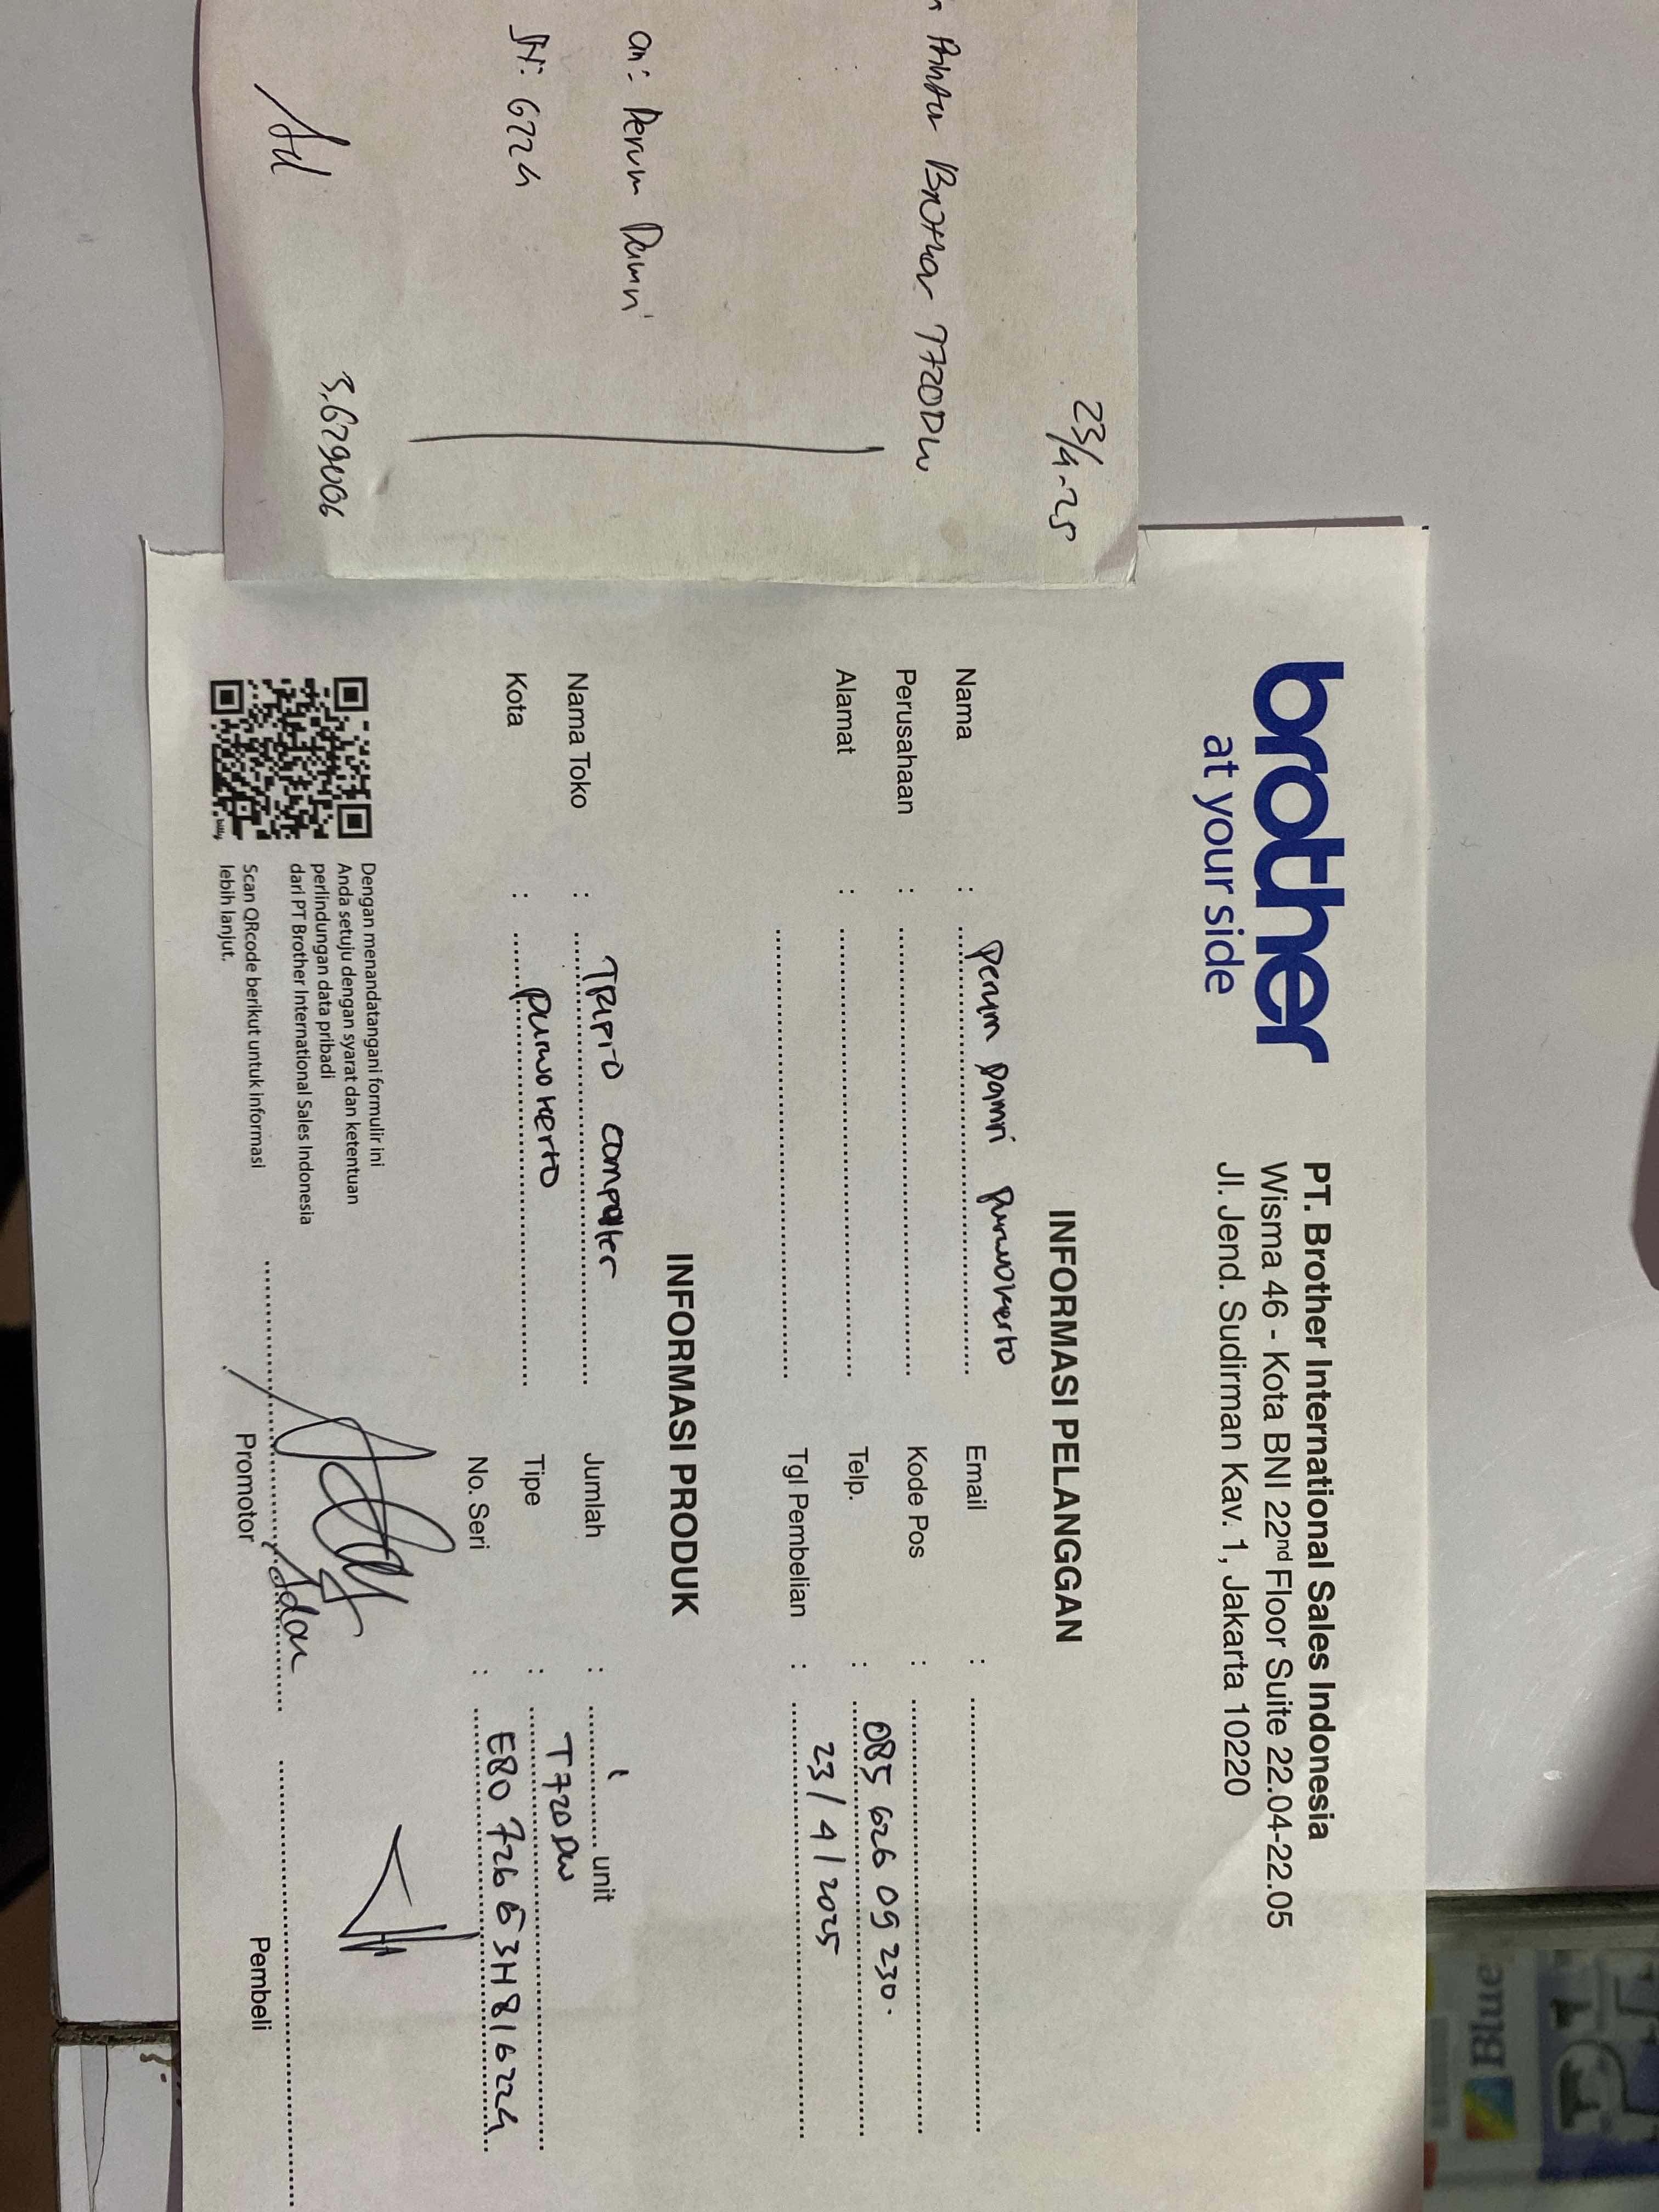 23/4-25
Printer Brother T720DW
an: Perum Damri
SN: 6224
3.679.000
brother
at your side
PT. Brother International Sales Indonesia
Wisma 46 - Kota BNI 22nd Floor Suite 22.04-22.05
Jl. Jend. Sudirman Kav. 1, Jakarta 10220
INFORMASI PELANGGAN
Nama : Perum Damri Purwokerto Email :
Perusahaan : Kode Pos :
Alamat : Telp. : 085 626 09 230.
Tgl Pembelian : 23/4/2025
INFORMASI PRODUK
Nama Toko : TRIPIO computer Jumlah : 1 unit
Kota : Purwokerto Tipe : T720DW
No. Seri : E80 726 63H816224
Dengan menandatangani formulir ini
Anda setuju dengan syarat dan ketentuan
perlindungan data pribadi
dari PT Brother International Sales Indonesia
Scan QRcode berikut untuk informasi
lebih lanjut.
Promotor
Pembeli
Blue